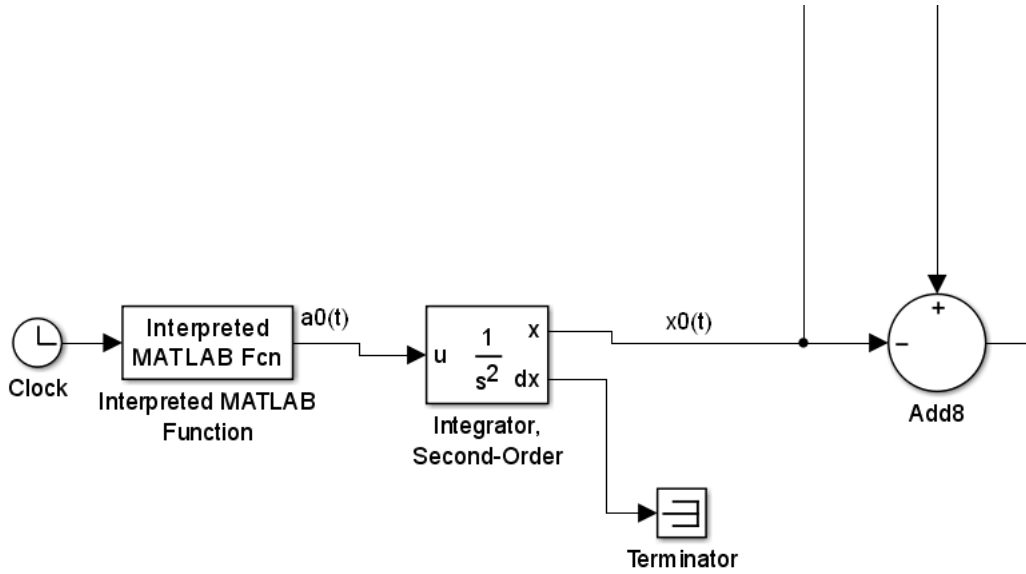 Clock
Interpreted
MATLAB Fcn
Interpreted MATLAB
Function
a0(t)
u
1
s²
x
dx
Integrator,
Second-Order
x0(t)
Terminator
+
−
Add8